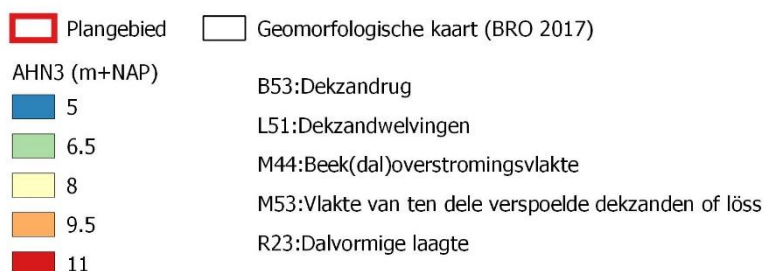 Plangebied Geomorfologische kaart (BRO 2017)
AHN3 (m+NAP)
5
6.5
8
9.5
11
B53:Dekzandrug
L51:Dekzandwelvingen
M44:Beek(dal)overstromingsvlakte
M53:Vlakte van ten dele verspoelde dekzanden of löss
R23:Dalvormige laagte